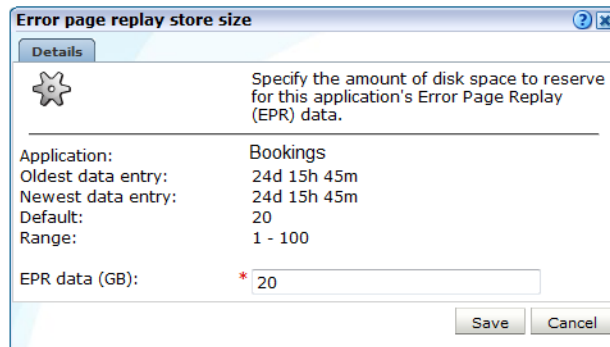 Error page replay store size
Details
Specify the amount of disk space to reserve
for this application's Error Page Replay
(EPR) data.
Application: Bookings
Oldest data entry: 24d 15h 45m
Newest data entry: 24d 15h 45m
Default: 20
Range: 1 - 100
EPR data (GB): * 20
Save Cancel